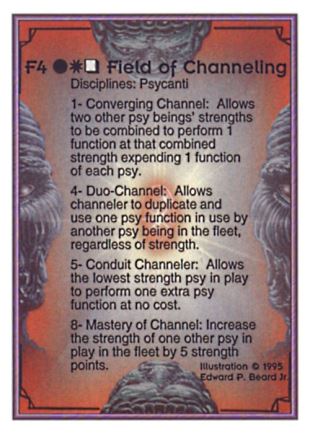 F4 ●✷❑ Field of Channeling
Disciplines: Psycanti
1- Converging Channel: Allows
two other psy beings' strengths
to be combined to perform 1
function at that combined
strength expending 1 function
of each psy.
4- Duo-Channel: Allows
channeler to duplicate and
use one psy function in use by
another psy being in the fleet,
regardless of strength.
5- Conduit Channeler: Allows
the lowest strength psy in play
to perform one extra psy
function at no cost.
8- Mastery of Channel: Increase
the strength of one other psy in
play in the fleet by 5 strength
points.
Illustration © 1995
Edward P. Beard Jr.